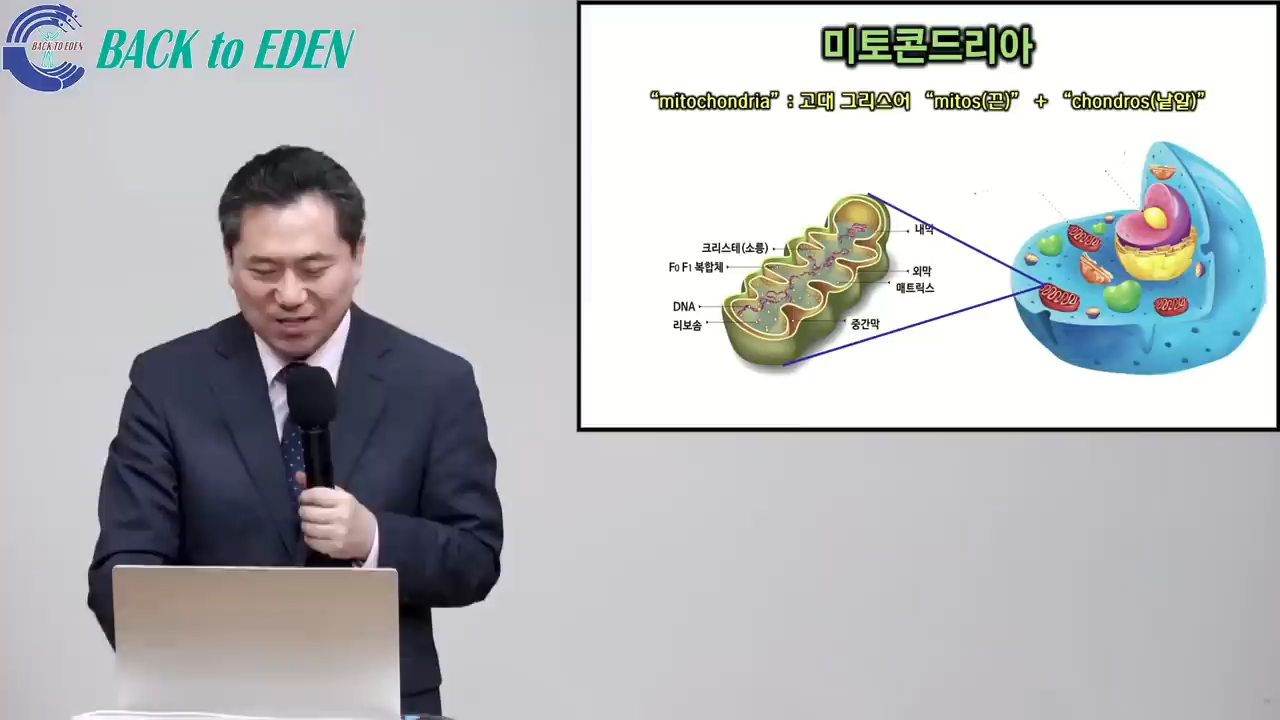 BACK TO EDEN
BACK to EDEN
미토콘드리아
“mitochondria” : 고대 그리스어 “mitos(끈)” + “chondros(낱알)”
내막
크리스테(소릉)
F0 F1 복합체
외막
매트릭스
DNA
리보솜
중간막